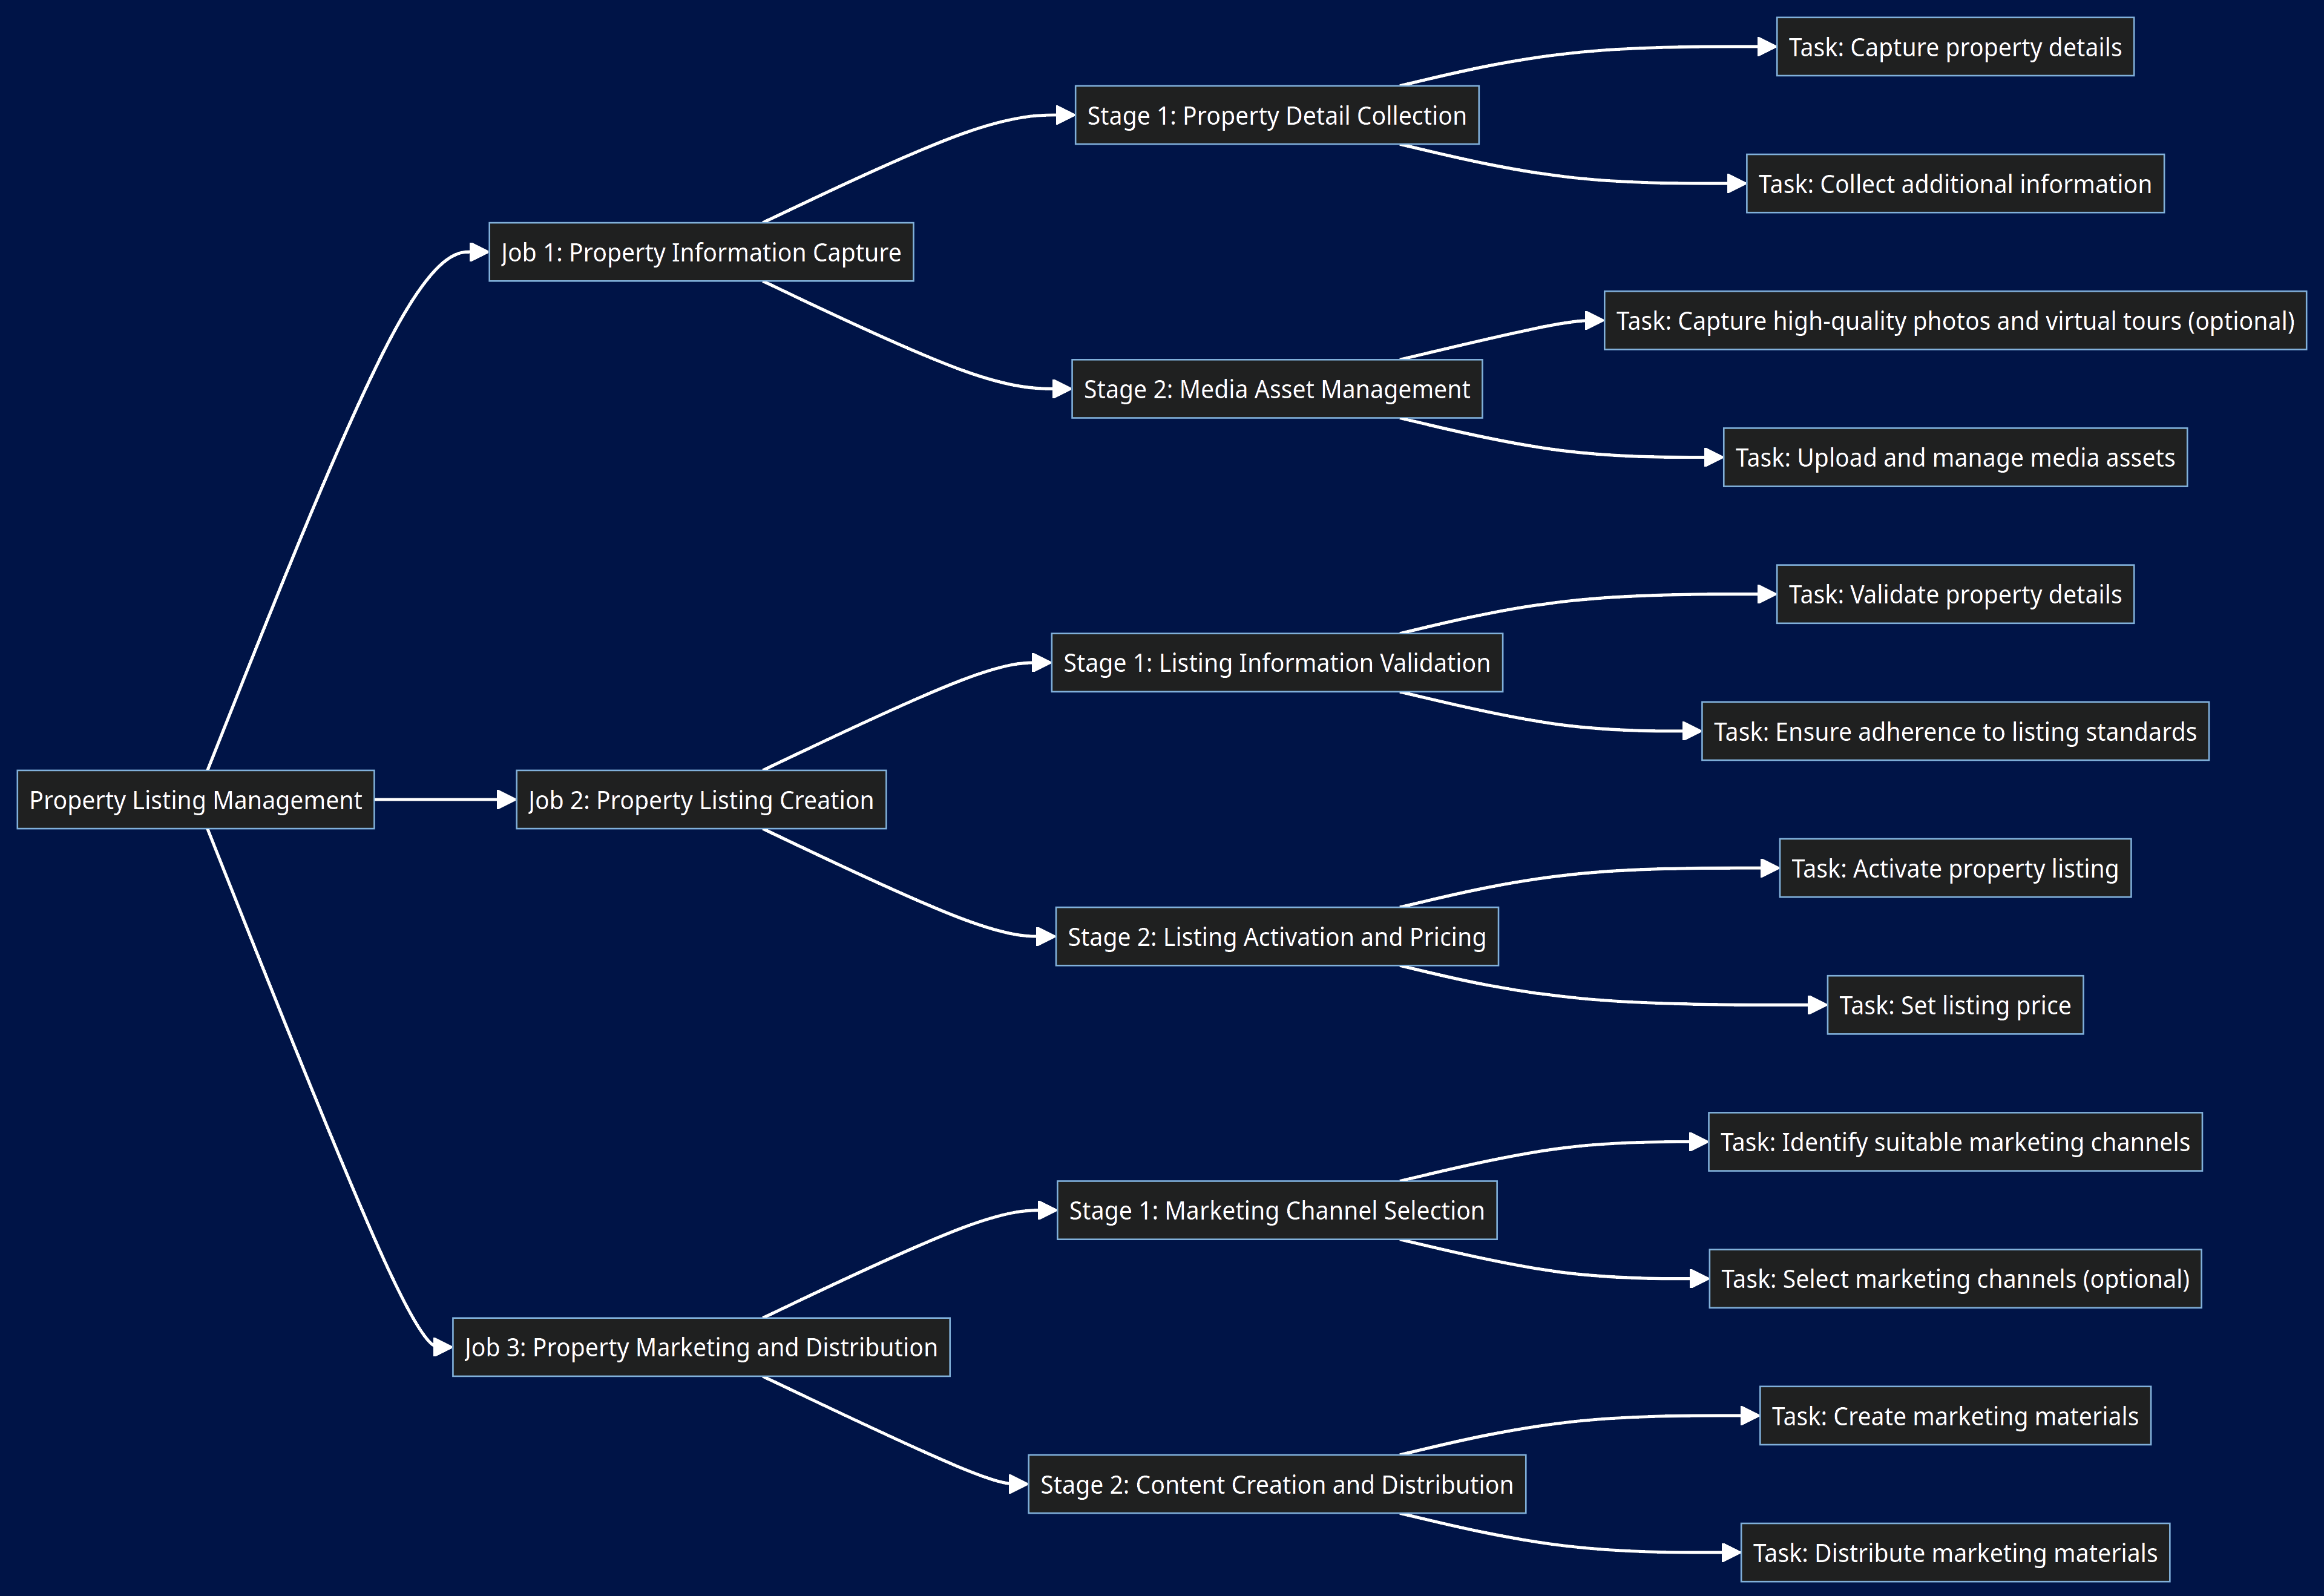 Property Listing Management
Job 1: Property Information Capture
Stage 1: Property Detail Collection
Task: Capture property details
Task: Collect additional information
Stage 2: Media Asset Management
Task: Capture high-quality photos and virtual tours (optional)
Task: Upload and manage media assets
Job 2: Property Listing Creation
Stage 1: Listing Information Validation
Task: Validate property details
Task: Ensure adherence to listing standards
Stage 2: Listing Activation and Pricing
Task: Activate property listing
Task: Set listing price
Job 3: Property Marketing and Distribution
Stage 1: Marketing Channel Selection
Task: Identify suitable marketing channels
Task: Select marketing channels (optional)
Stage 2: Content Creation and Distribution
Task: Create marketing materials
Task: Distribute marketing materials